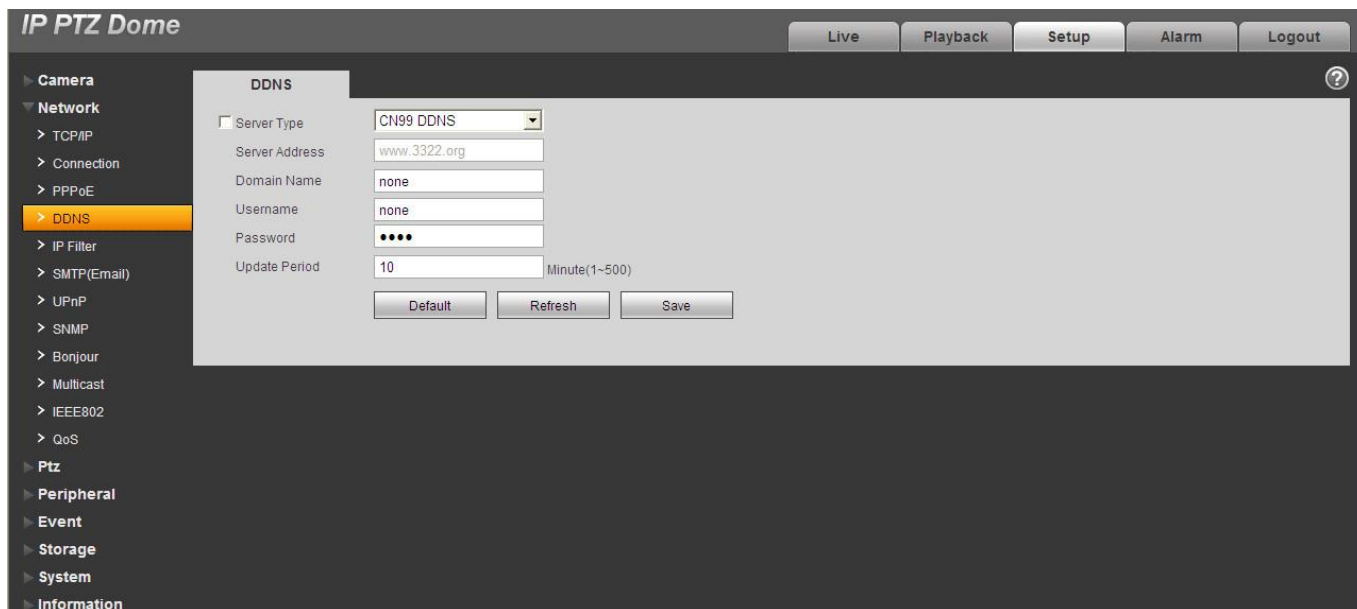 IP PTZ Dome
Live
Playback
Setup
Alarm
Logout
Camera
Network
> TCP/IP
> Connection
> PPPoE
> DDNS
> IP Filter
> SMTP(Email)
> UPnP
> SNMP
> Bonjour
> Multicast
> IEEE802
> QoS
Ptz
Peripheral
Event
Storage
System
Information
DDNS
?
Server Type CN99 DDNS
Server Address www.3322.org
Domain Name none
Username none
Password ••••
Update Period 10 Minute(1~500)
Default Refresh Save